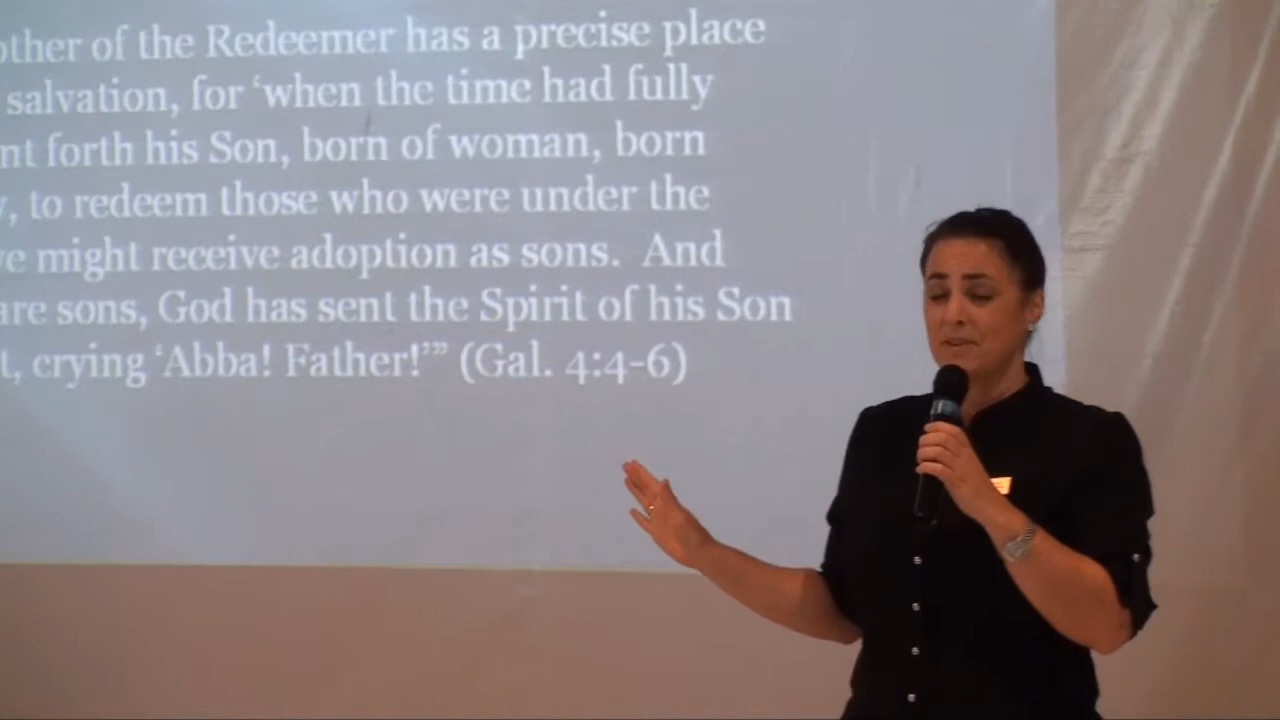 other of the Redeemer has a precise place
salvation, for ‘when the time had fully
nt forth his Son, born of woman, born
, to redeem those who were under the
e might receive adoption as sons. And
are sons, God has sent the Spirit of his Son
t, crying ‘Abba! Father!’” (Gal. 4:4-6)